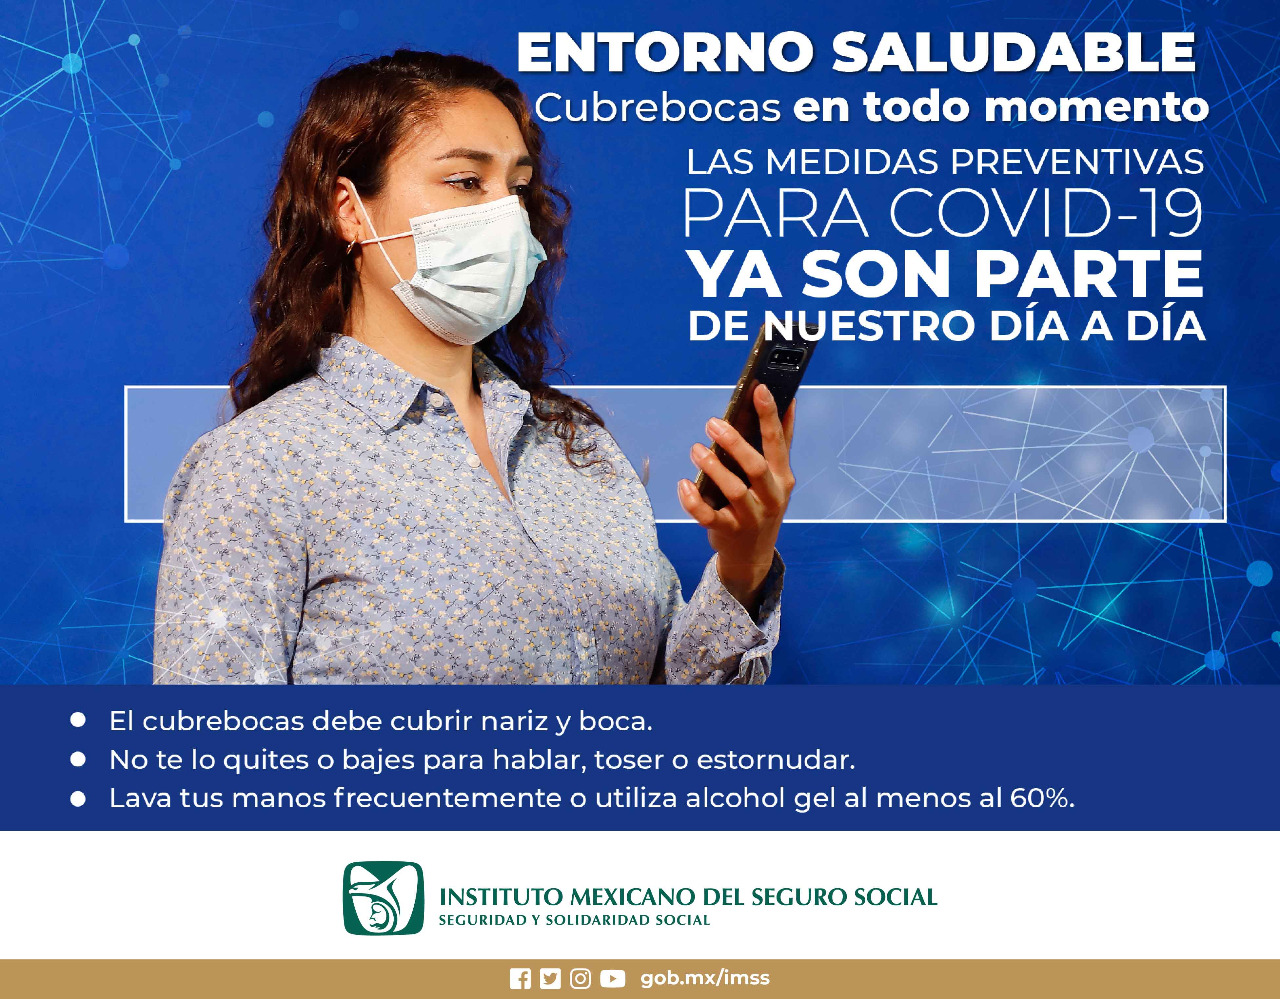 ENTORNO SALUDABLE
Cubrebocas en todo momento
LAS MEDIDAS PREVENTIVAS
PARA COVID-19
YA SON PARTE
DE NUESTRO DÍA A DÍA
El cubrebocas debe cubrir nariz y boca.
No te lo quites o bajes para hablar, toser o estornudar.
Lava tus manos frecuentemente o utiliza alcohol gel al menos al 60%.
INSTITUTO MEXICANO DEL SEGURO SOCIAL
SEGURIDAD Y SOLIDARIDAD SOCIAL
gob.mx/imss